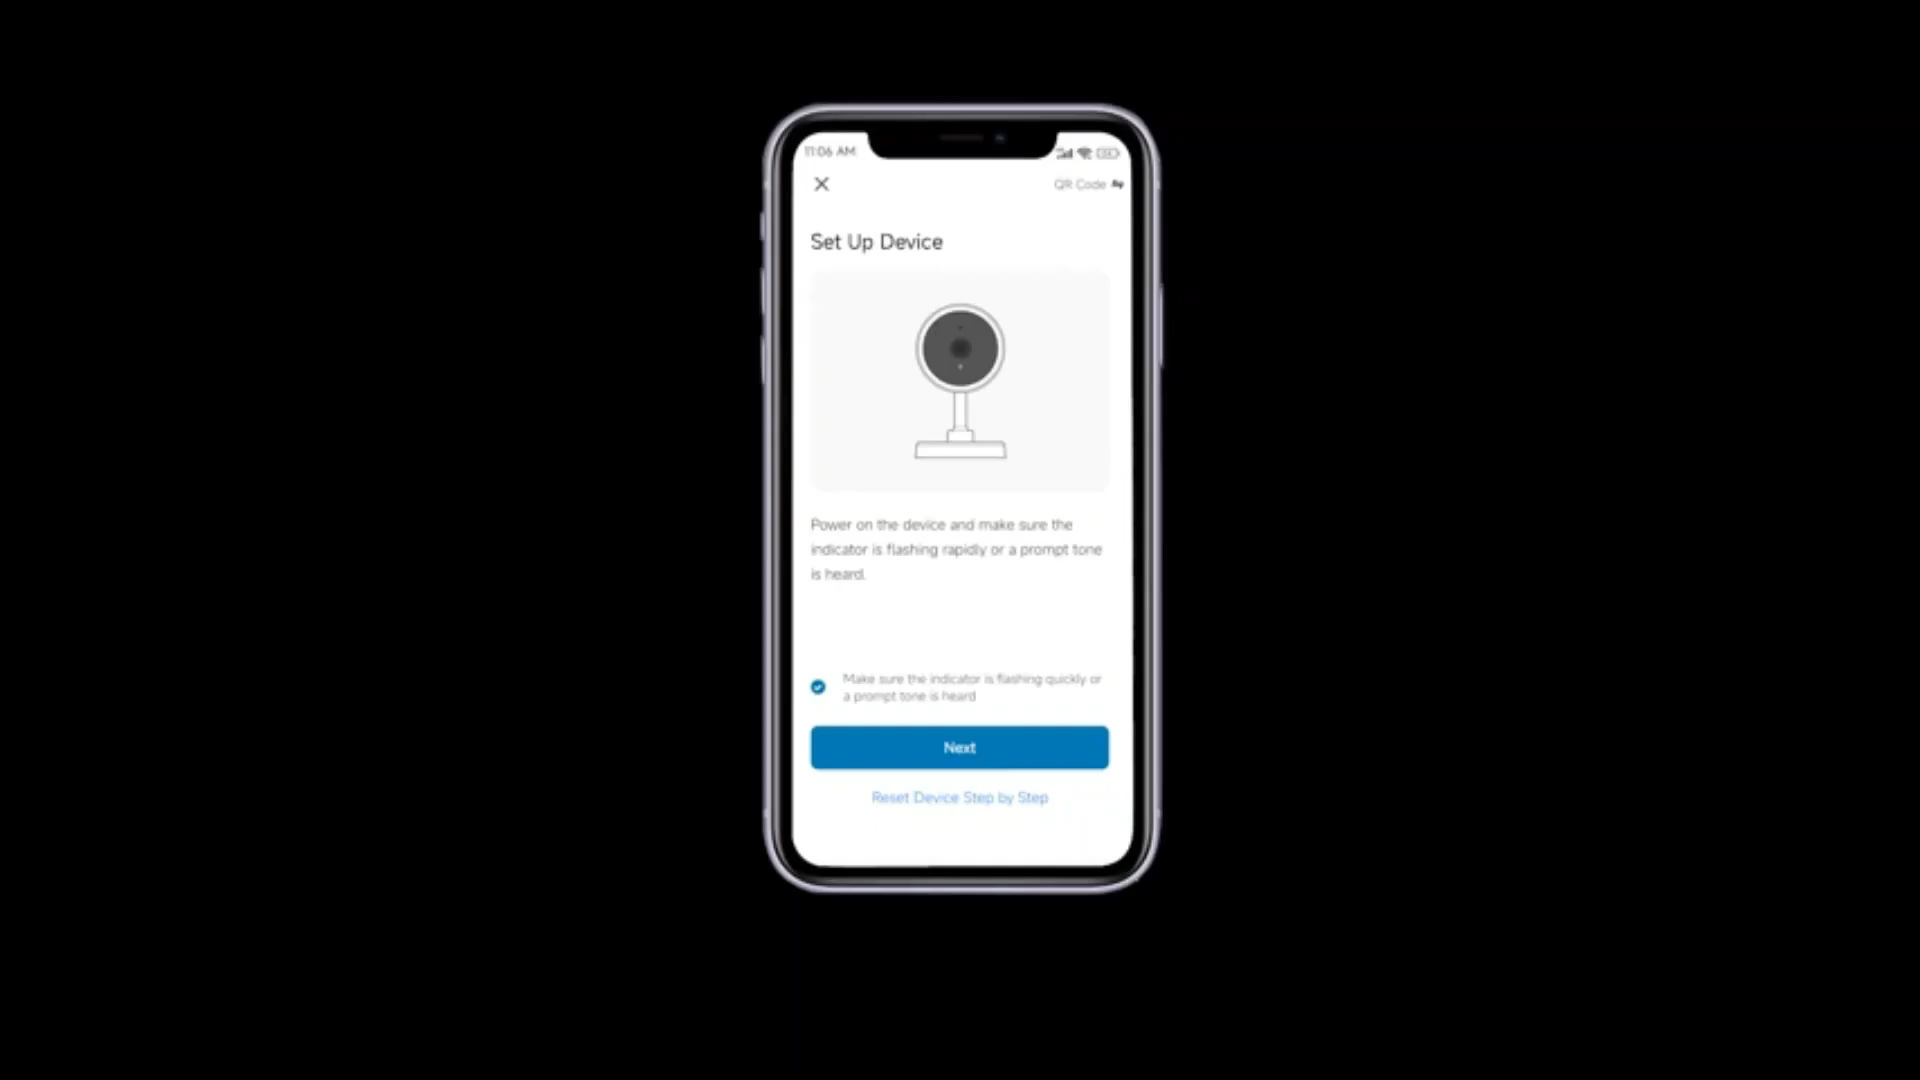 11:06 AM
QR Code
Set Up Device
Power on the device and make sure the
indicator is flashing rapidly or a prompt tone
is heard.
Make sure the indicator is flashing quickly or
a prompt tone is heard
Next
Reset Device Step by Step